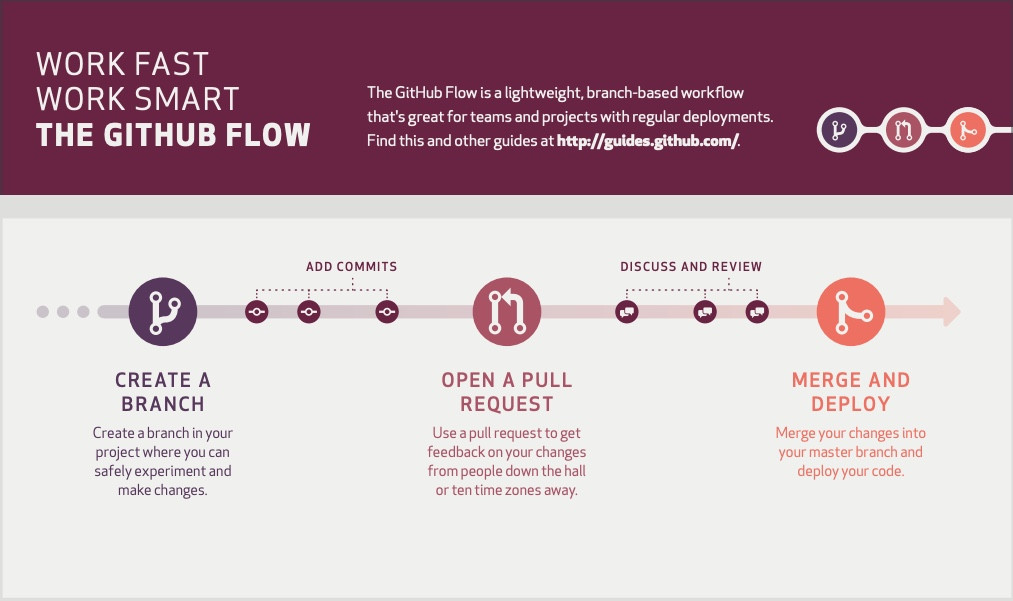 WORK FAST
WORK SMART
THE GITHUB FLOW
The GitHub Flow is a lightweight, branch-based workflow
that's great for teams and projects with regular deployments.
Find this and other guides at http://guides.github.com/.
ADD COMMITS
DISCUSS AND REVIEW
CREATE A
BRANCH
Create a branch in your
project where you can
safely experiment and
make changes.
OPEN A PULL
REQUEST
Use a pull request to get
feedback on your changes
from people down the hall
or ten time zones away.
MERGE AND
DEPLOY
Merge your changes into
your master branch and
deploy your code.